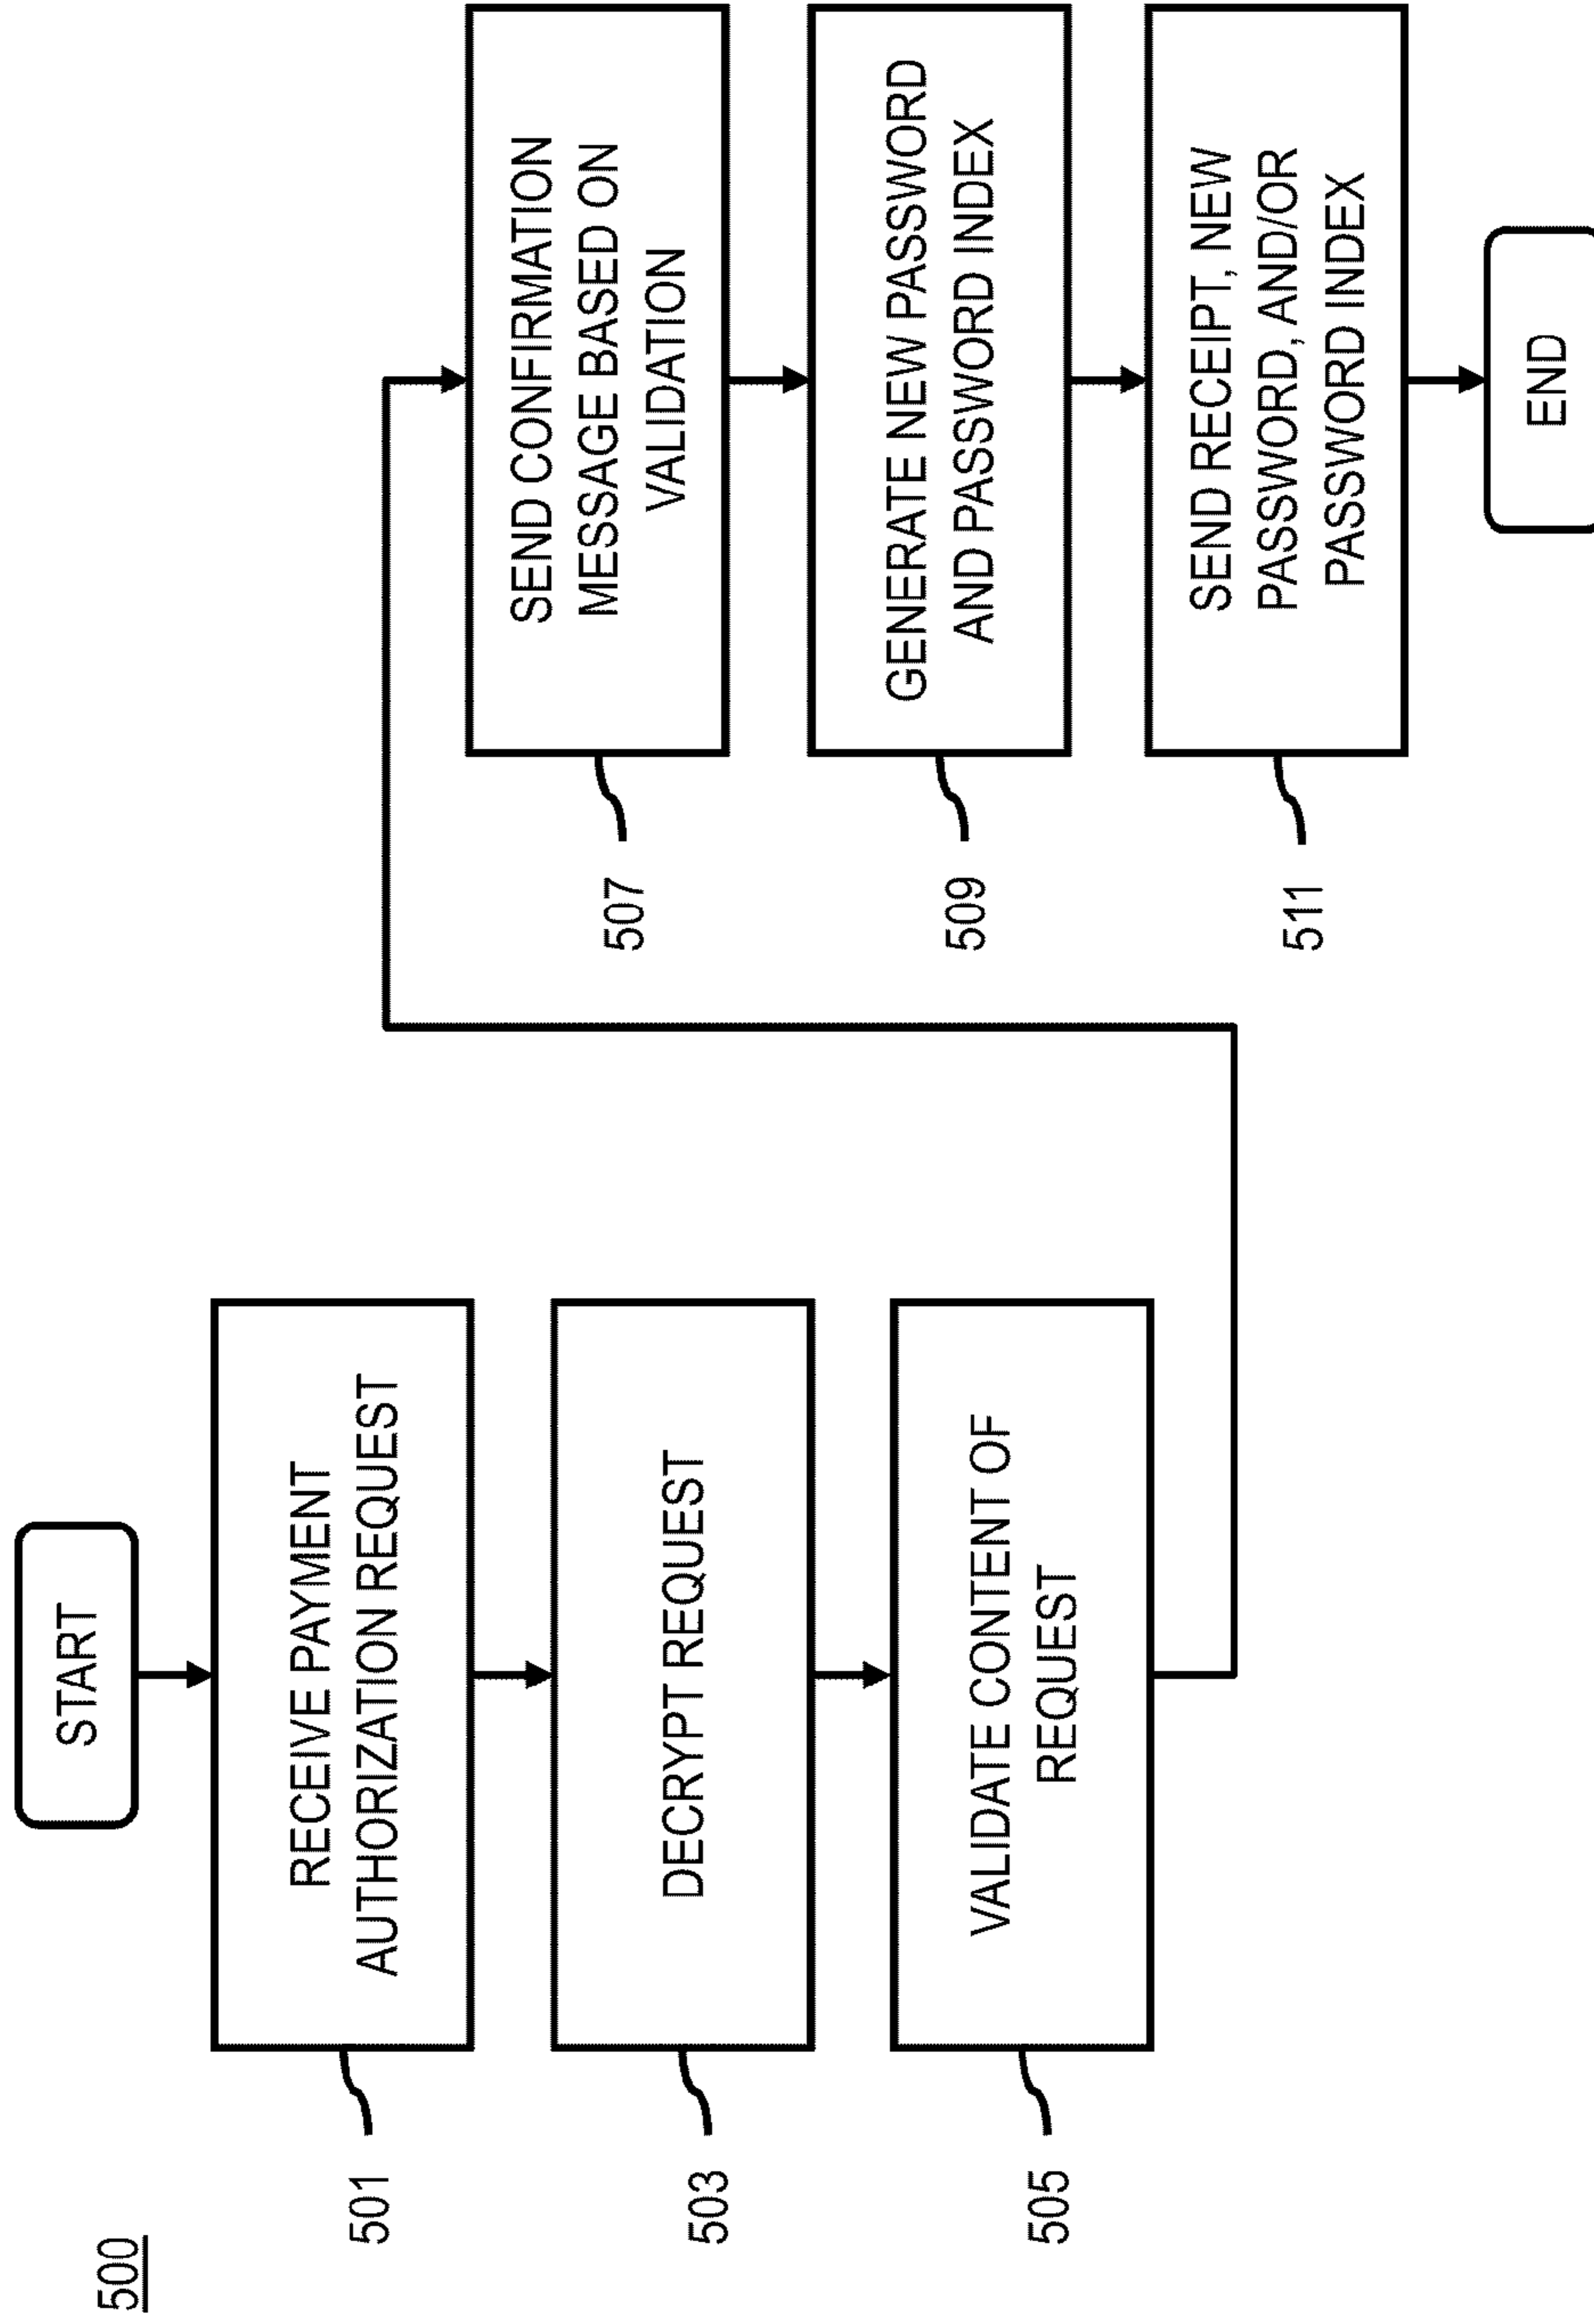 500
START
501
RECEIVE PAYMENT
AUTHORIZATION REQUEST
503
DECRYPT REQUEST
505
VALIDATE CONTENT OF
REQUEST
507
SEND CONFIRMATION
MESSAGE BASED ON
VALIDATION
509
GENERATE NEW PASSWORD
AND PASSWORD INDEX
511
SEND RECEIPT, NEW
PASSWORD, AND/OR
PASSWORD INDEX
END